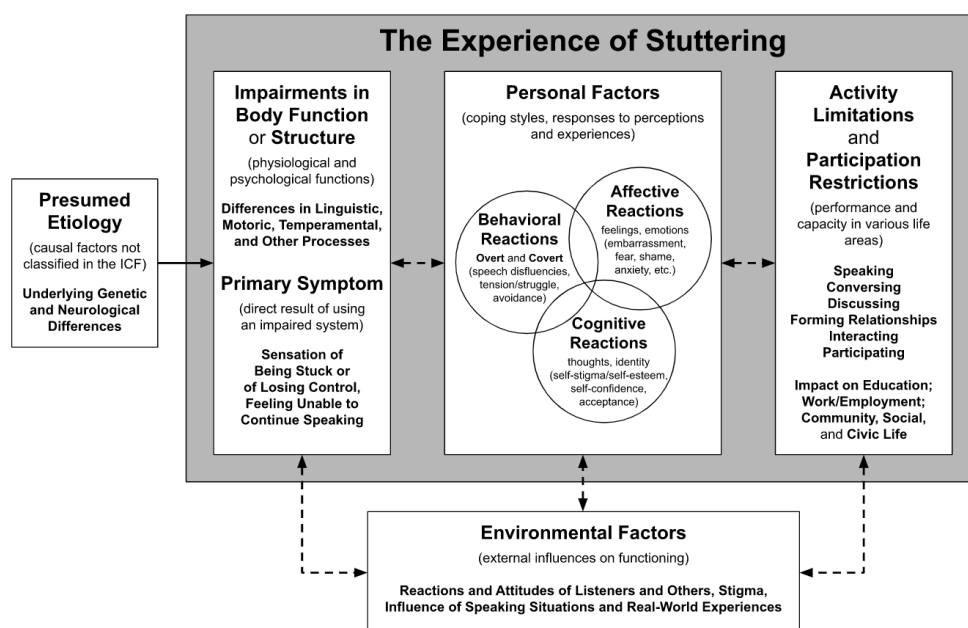 The Experience of Stuttering
Presumed
Etiology
(causal factors not
classified in the ICF)
Underlying Genetic
and Neurological
Differences
Impairments in
Body Function
or Structure
(physiological and
psychological functions)
Differences in Linguistic,
Motoric, Temperamental,
and Other Processes
Primary Symptom
(direct result of using
an impaired system)
Sensation of
Being Stuck or
of Losing Control,
Feeling Unable to
Continue Speaking
Personal Factors
(coping styles, responses to perceptions
and experiences)
Behavioral
Reactions
Overt and Covert
(speech disfluencies,
tension/struggle,
avoidance)
Affective
Reactions
feelings, emotions
(embarrassment,
fear, shame,
anxiety, etc.)
Cognitive
Reactions
thoughts, identity
(self-stigma/self-esteem,
self-confidence,
acceptance)
Activity
Limitations
and
Participation
Restrictions
(performance and
capacity in various life
areas)
Speaking
Conversing
Discussing
Forming Relationships
Interacting
Participating
Impact on Education;
Work/Employment;
Community, Social,
and Civic Life
Environmental Factors
(external influences on functioning)
Reactions and Attitudes of Listeners and Others, Stigma,
Influence of Speaking Situations and Real-World Experiences